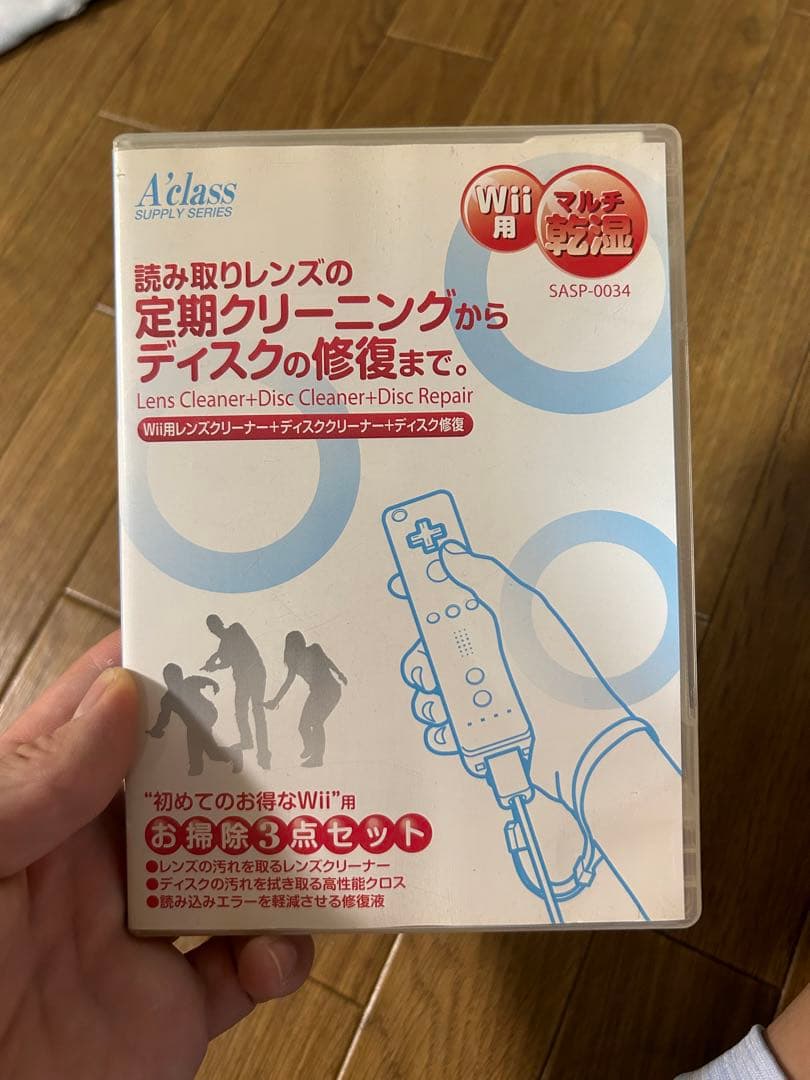 A'class
SUPPLY SERIES
Wii
用
マルチ
乾湿
SASP-0034
読み取りレンズの
定期クリーニングから
ディスクの修復まで。
Lens Cleaner+Disc Cleaner+Disc Repair
Wii用レンズクリーナー+ディスククリーナー+ディスク修復
“初めてのお得なWii”用
お掃除3点セット
●レンズの汚れを取るレンズクリーナー
●ディスクの汚れを拭き取る高性能クロス
●読み込みエラーを軽減させる修復液